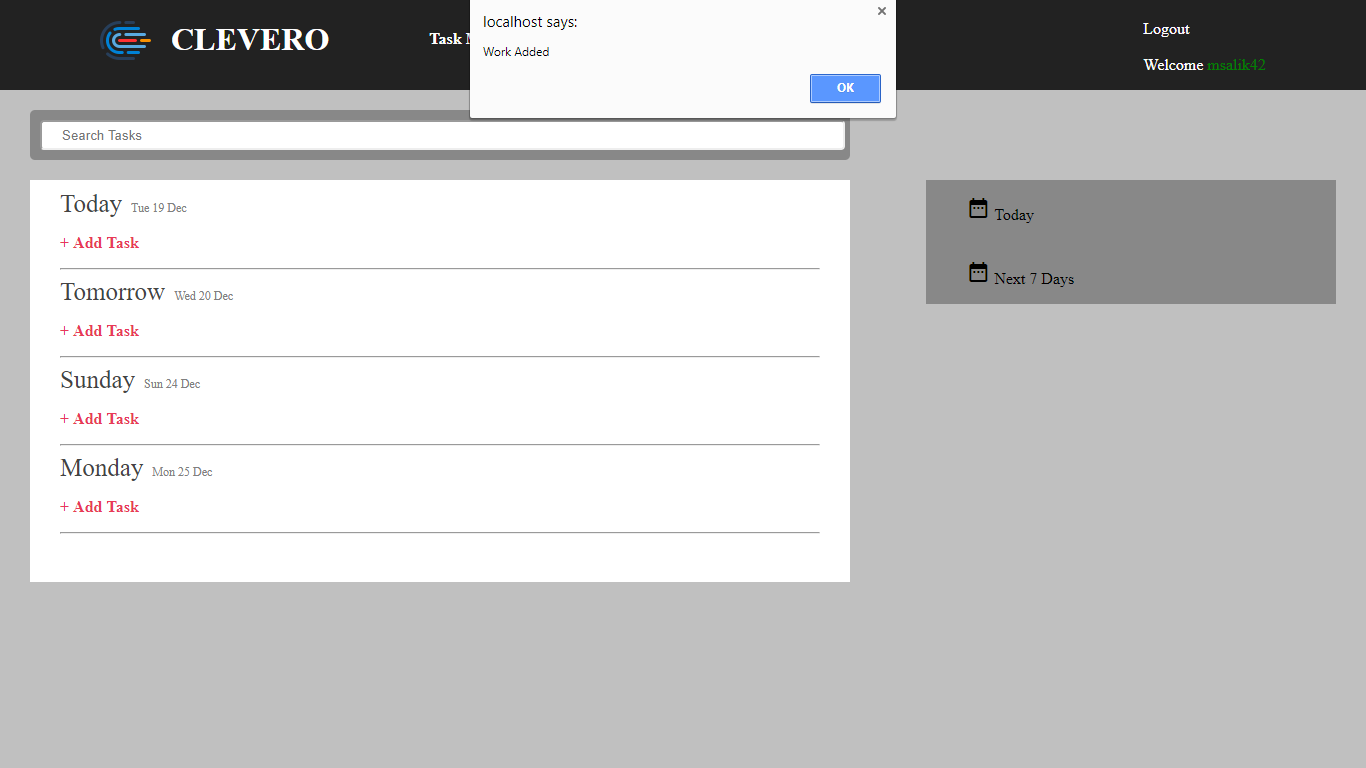 CLEVERO
Task
localhost says:
Work Added
OK
Logout
Welcome msalik42
Search Tasks
Today Tue 19 Dec
+ Add Task
Tomorrow Wed 20 Dec
+ Add Task
Sunday Sun 24 Dec
+ Add Task
Monday Mon 25 Dec
+ Add Task
Today
Next 7 Days